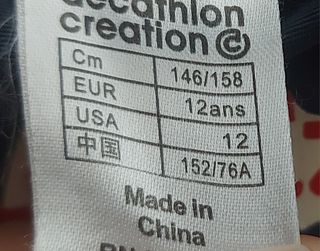 decathlon
creation ©
Cm 146/158
EUR 12ans
USA 12
中国 152/76A
Made in
China